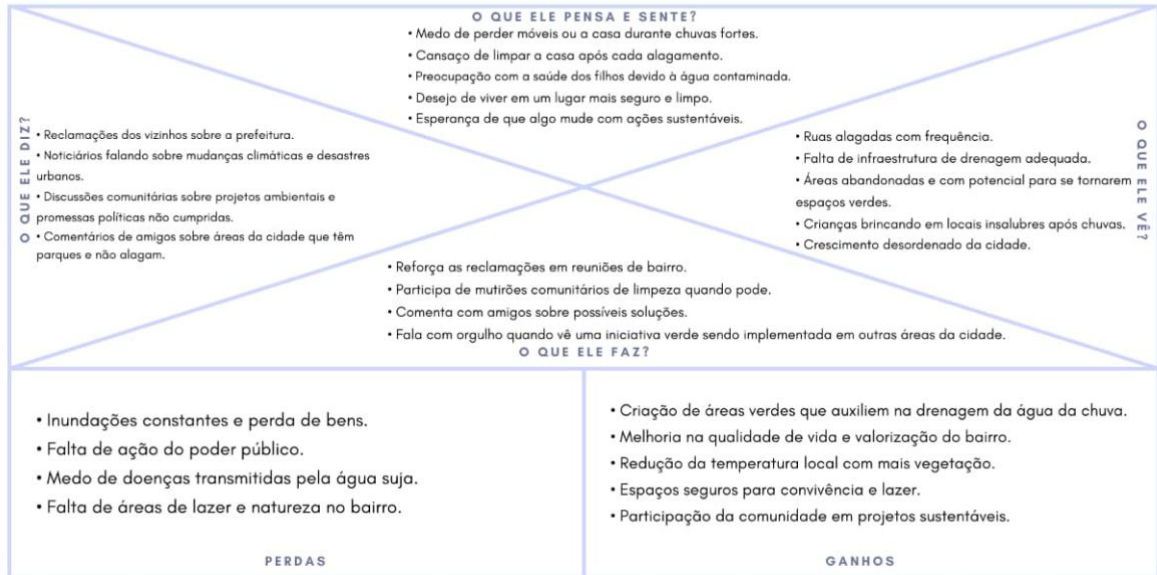 O QUE ELE PENSA E SENTE?
• Medo de perder móveis ou a casa durante chuvas fortes.
• Cansaço de limpar a casa após cada alagamento.
• Preocupação com a saúde dos filhos devido à água contaminada.
• Desejo de viver em um lugar mais seguro e limpo.
• Esperança de que algo mude com ações sustentáveis.
O QUE ELE DIZ?
• Reclamações dos vizinhos sobre a prefeitura.
• Noticiários falando sobre mudanças climáticas e desastres
urbanos.
• Discussões comunitárias sobre projetos ambientais e
promessas políticas não cumpridas.
• Comentários de amigos sobre áreas da cidade que têm
parques e não alagam.
O QUE ELE VÊ?
• Ruas alagadas com frequência.
• Falta de infraestrutura de drenagem adequada.
• Áreas abandonadas e com potencial para se tornarem
espaços verdes.
• Crianças brincando em locais insalubres após chuvas.
• Crescimento desordenado da cidade.
• Reforça as reclamações em reuniões de bairro.
• Participa de mutirões comunitários de limpeza quando pode.
• Comenta com amigos sobre possíveis soluções.
• Fala com orgulho quando vê uma iniciativa verde sendo implementada em outras áreas da cidade.
O QUE ELE FAZ?
• Inundações constantes e perda de bens.
• Falta de ação do poder público.
• Medo de doenças transmitidas pela água suja.
• Falta de áreas de lazer e natureza no bairro.
PERDAS
• Criação de áreas verdes que auxiliem na drenagem da água da chuva.
• Melhoria na qualidade de vida e valorização do bairro.
• Redução da temperatura local com mais vegetação.
• Espaços seguros para convivência e lazer.
• Participação da comunidade em projetos sustentáveis.
GANHOS